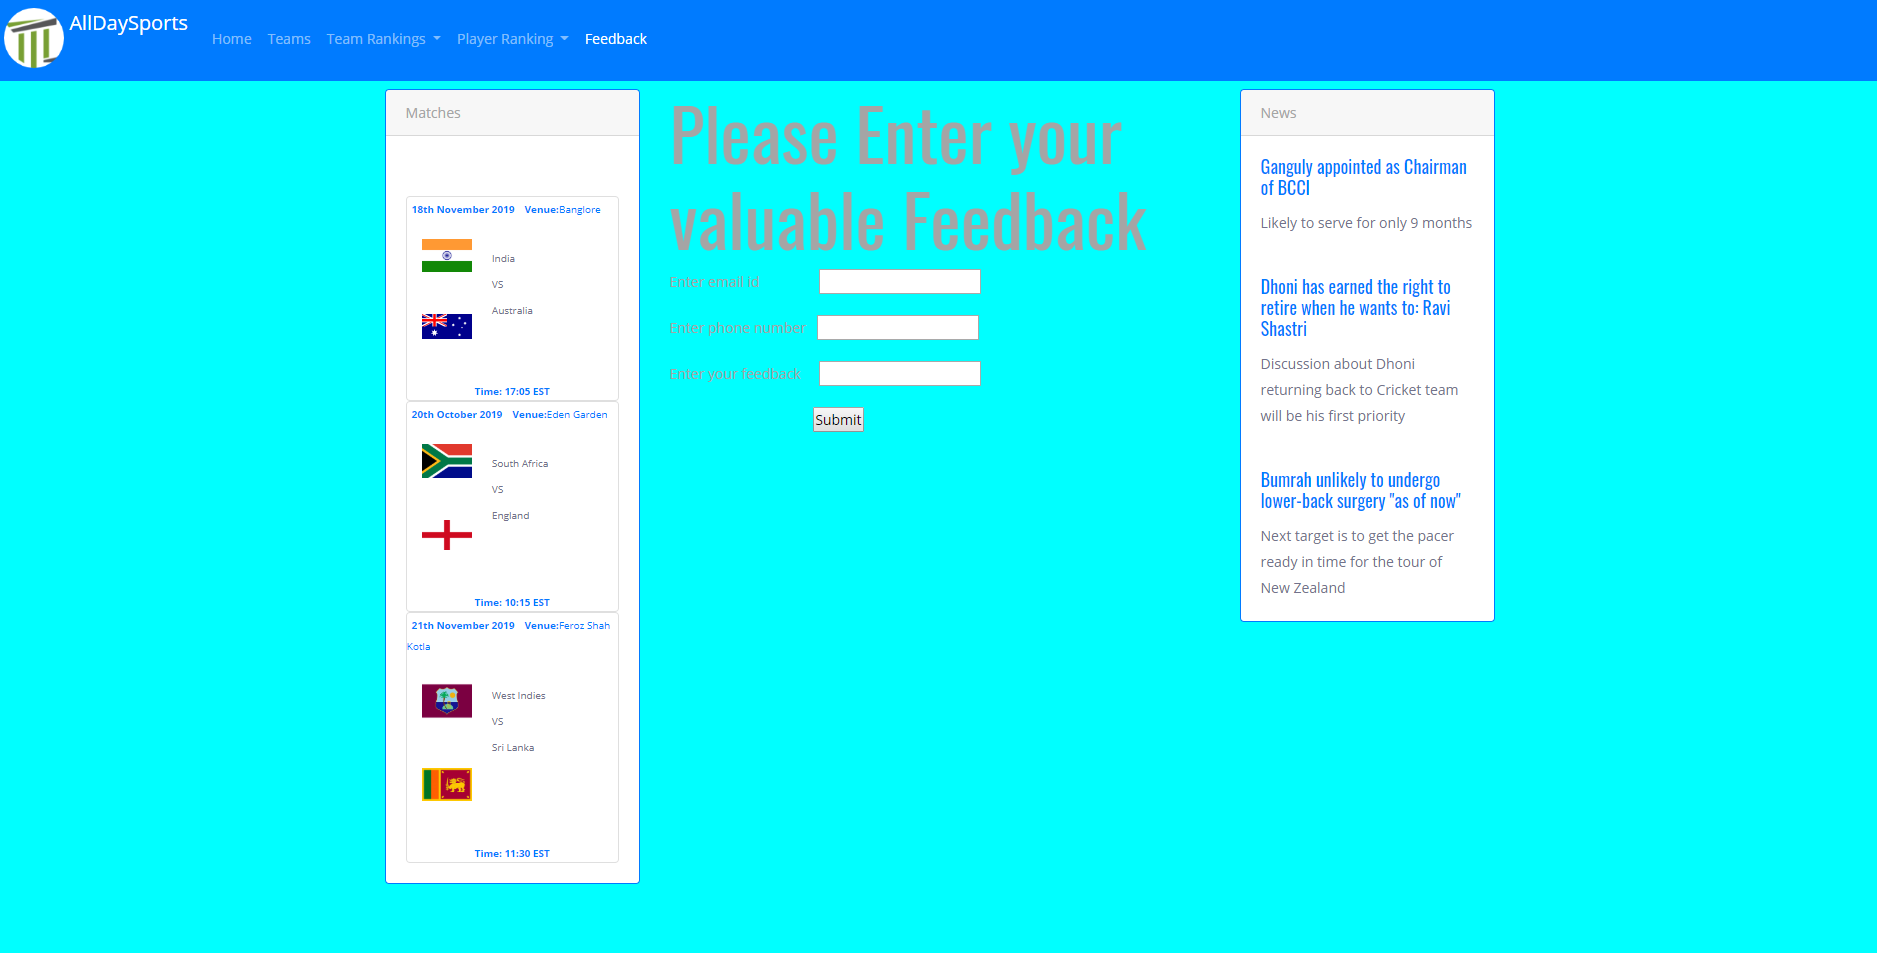 AllDaySports
Home Teams Team Rankings Player Ranking Feedback
Matches
18th November 2019 Venue:Banglore
India
VS
Australia
Time: 17:05 EST
20th October 2019 Venue:Eden Garden
South Africa
VS
England
Time: 10:15 EST
21th November 2019 Venue:Feroz Shah
Kotla
West Indies
VS
Sri Lanka
Time: 11:30 EST
Please Enter your
valuable Feedback
Enter email id
Enter phone number
Enter your feedback
Submit
News
Ganguly appointed as Chairman
of BCCI
Likely to serve for only 9 months
Dhoni has earned the right to
retire when he wants to: Ravi
Shastri
Discussion about Dhoni
returning back to Cricket team
will be his first priority
Bumrah unlikely to undergo
lower-back surgery "as of now"
Next target is to get the pacer
ready in time for the tour of
New Zealand